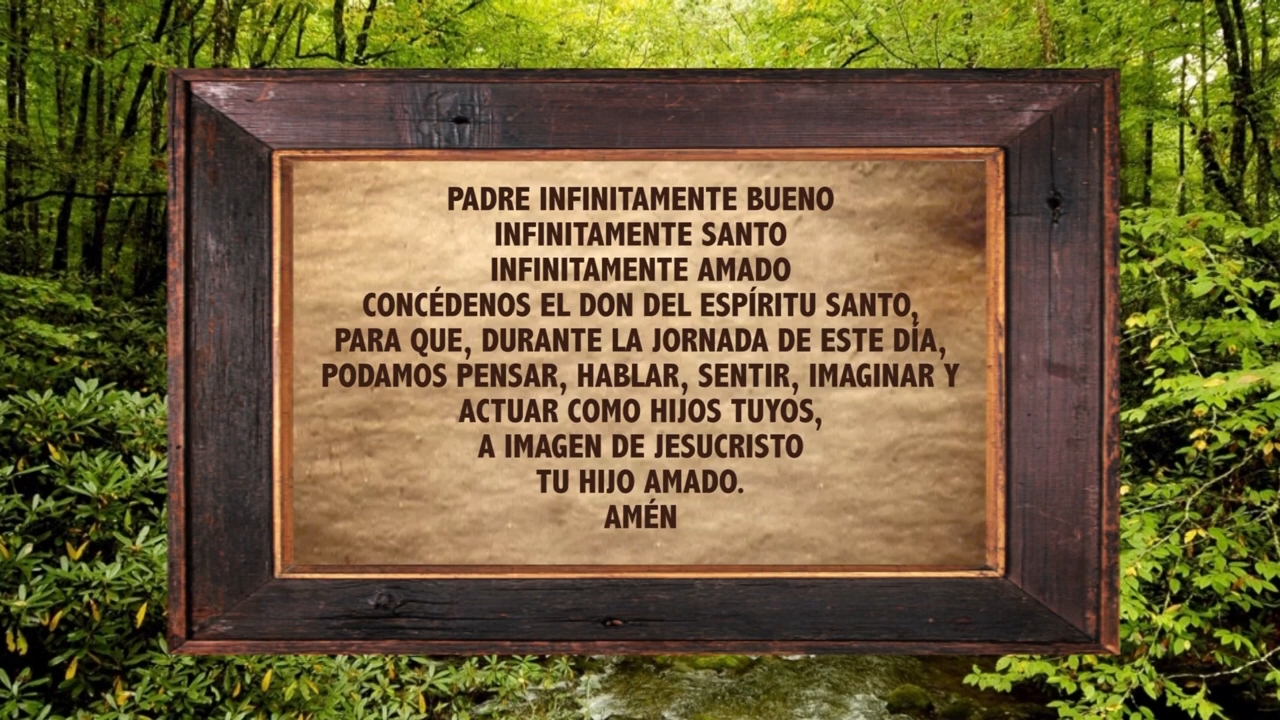 PADRE INFINITAMENTE BUENO
INFINITAMENTE SANTO
INFINITAMENTE AMADO
CONCÉDENOS EL DON DEL ESPÍRITU SANTO,
PARA QUE, DURANTE LA JORNADA DE ESTE DÍA,
PODAMOS PENSAR, HABLAR, SENTIR, IMAGINAR Y
ACTUAR COMO HIJOS TUYOS,
A IMAGEN DE JESUCRISTO
TU HIJO AMADO.
AMÉN